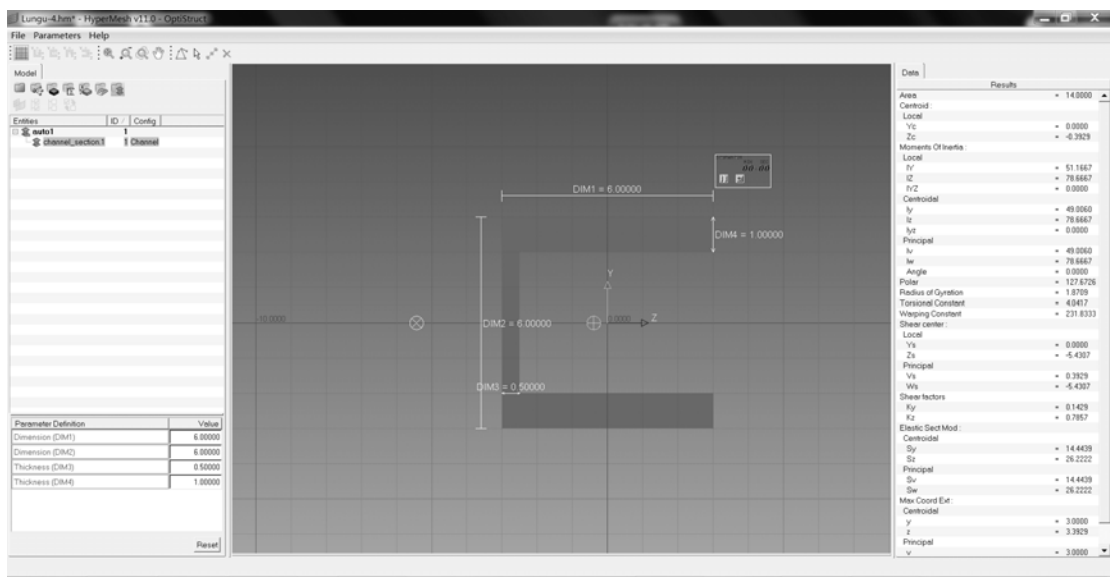 Lungu-4.hm* - HyperMesh v11.0 - OptiStruct
File Parameters Help
Model
Entities ID Config
auto1 1
channel_section.1 1 Channel
Parameter Definition Value
Dimension (DIM1) 6.00000
Dimension (DIM2) 6.00000
Thickness (DIM3) 0.50000
Thickness (DIM4) 1.00000
Reset
DIM1 = 6.00000
DIM4 = 1.00000
Y
-10.0000
DIM2 = 6.00000
0.0000
Z
DIM3 = 0.50000
Data
Results
Area = 14.0000
Centroid :
Local
Yc = 0.0000
Zc = -0.3929
Moments Of Inertia :
Local
IY = 51.1667
IZ = 78.6667
IYZ = 0.0000
Centroidal
Iy = 49.0060
Iz = 78.6667
Iyz = 0.0000
Principal
Iv = 49.0060
Iw = 78.6667
Angle = 0.0000
Polar = 127.6726
Radius of Gyration = 1.8709
Torsional Constant = 4.0417
Warping Constant = 231.8333
Shear center :
Local
Ys = 0.0000
Zs = -5.4307
Principal
Vs = 0.3929
Ws = -5.4307
Shear factors
Ky = 0.1429
Kz = 0.7857
Elastic Sect Mod :
Centroidal
Sy = 14.4439
Sz = 26.2222
Principal
Sv = 14.4439
Sw = 26.2222
Max Coord Ext :
Centroidal
y = 3.0000
z = 3.3929
Principal
v = 3.0000